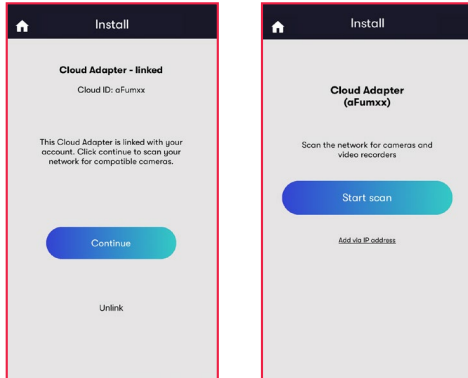 Install
Cloud Adapter - linked
Cloud ID: aFumxx
This Cloud Adapter is linked with your
account. Click continue to scan your
network for compatible cameras.
Continue
Unlink
Install
Cloud Adapter
(aFumxx)
Scan the network for cameras and
video recorders
Start scan
Add via IP address